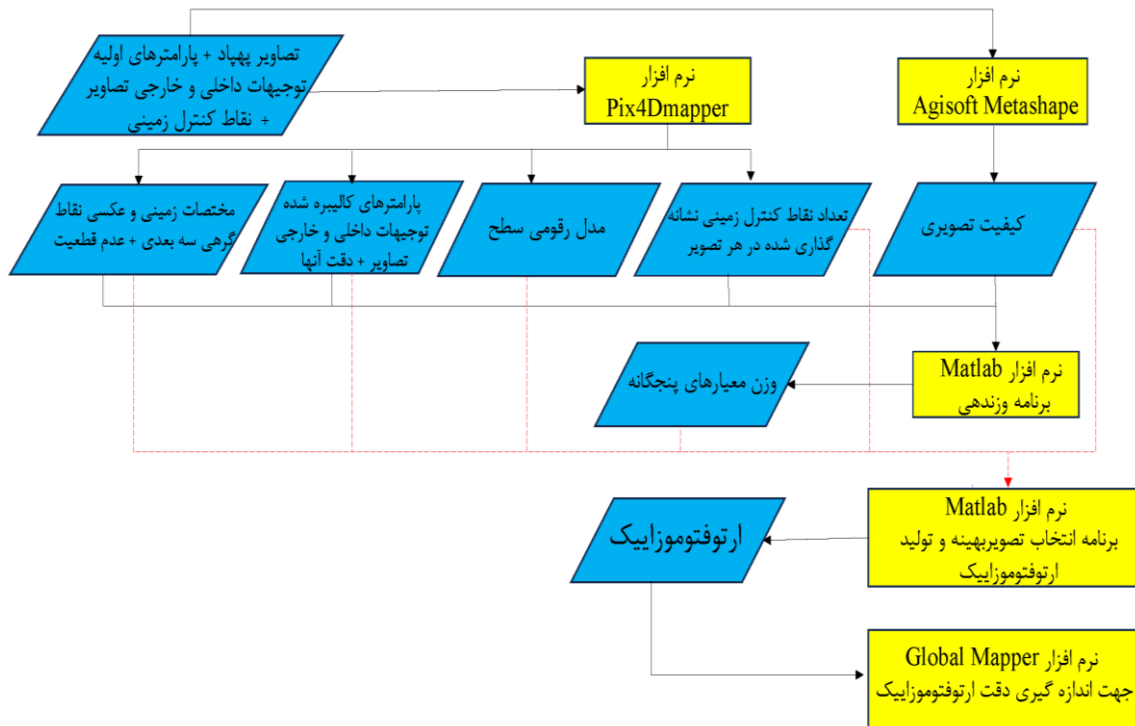 تصاویر پهپاد + پارامترهای اولیه
توجیهات داخلی و خارجی تصاویر
+ نقاط کنترل زمینی
نرم افزار
Pix4Dmapper
نرم افزار
Agisoft Metashape
مختصات زمینی و عکسی نقاط
گرهی سه بعدی + عدم قطعیت
پارامترهای کالیبره شده
توجیهات داخلی و خارجی
تصاویر + دقت آنها
مدل رقومی سطح
تعداد نقاط کنترل زمینی نشانه
گذاری شده در هر تصویر
کیفیت تصویری
نرم افزار Matlab
برنامه وزندهی
وزن معیارهای پنجگانه
نرم افزار Matlab
برنامه انتخاب تصویربهینه و تولید
ارتوفتوموزاییک
ارتوفتوموزاییک
نرم افزار Global Mapper
جهت اندازه گیری دقت ارتوفتوموزاییک